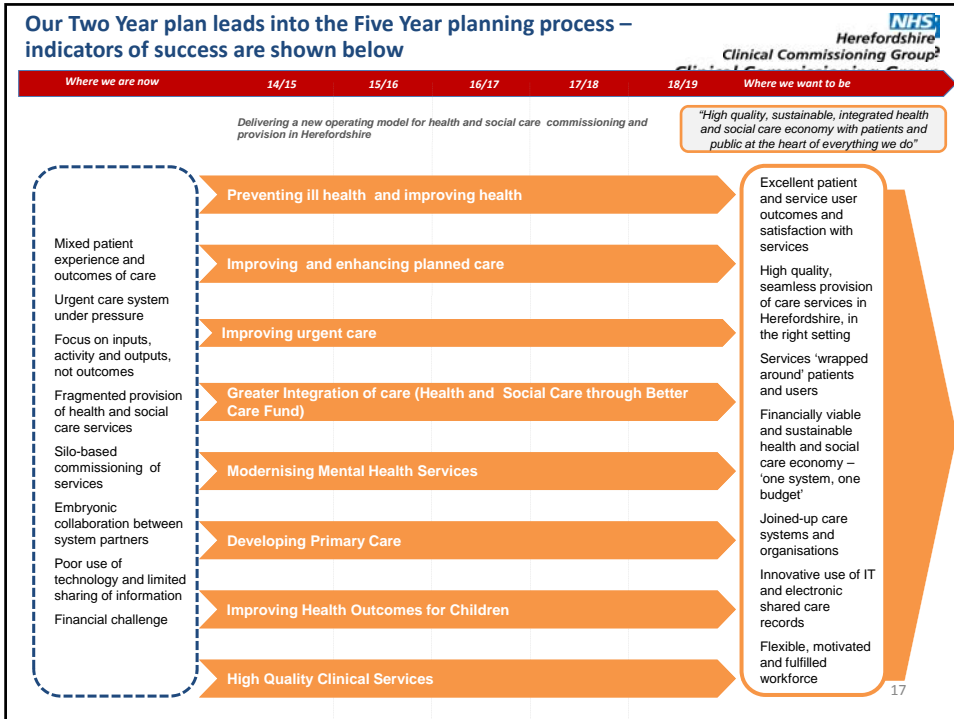 Our Two Year plan leads into the Five Year planning process –
indicators of success are shown below
NHS
Herefordshire
Clinical Commissioning Group
Clinical Commissioning Group
Where we are now
14/15
15/16
16/17
17/18
18/19
Where we want to be
Delivering a new operating model for health and social care commissioning and
provision in Herefordshire
“High quality, sustainable, integrated health
and social care economy with patients and
public at the heart of everything we do”
Mixed patient
experience and
outcomes of care
Urgent care system
under pressure
Focus on inputs,
activity and outputs,
not outcomes
Fragmented provision
of health and social
care services
Silo-based
commissioning of
services
Embryonic
collaboration between
system partners
Poor use of
technology and limited
sharing of information
Financial challenge
Preventing ill health and improving health
Improving and enhancing planned care
Improving urgent care
Greater Integration of care (Health and Social Care through Better
Care Fund)
Modernising Mental Health Services
Developing Primary Care
Improving Health Outcomes for Children
High Quality Clinical Services
Excellent patient
and service user
outcomes and
satisfaction with
services
High quality,
seamless provision
of care services in
Herefordshire, in
the right setting
Services ‘wrapped
around’ patients
and users
Financially viable
and sustainable
health and social
care economy –
‘one system, one
budget’
Joined-up care
systems and
organisations
Innovative use of IT
and electronic
shared care
records
Flexible, motivated
and fulfilled
workforce
17